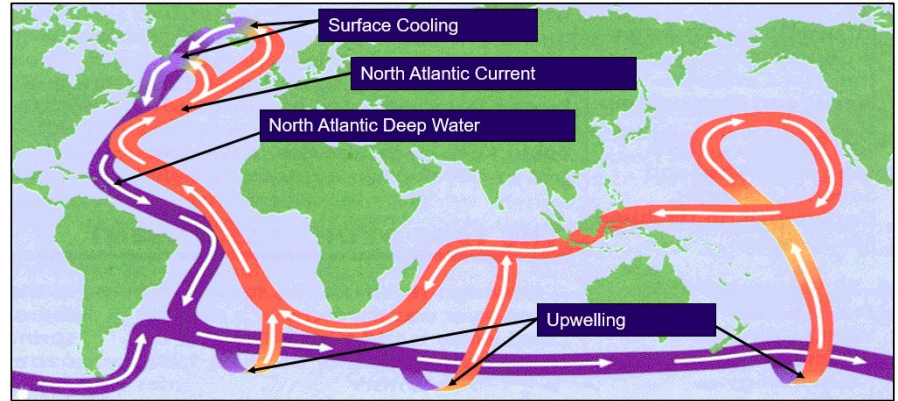 Surface Cooling
North Atlantic Current
North Atlantic Deep Water
Upwelling